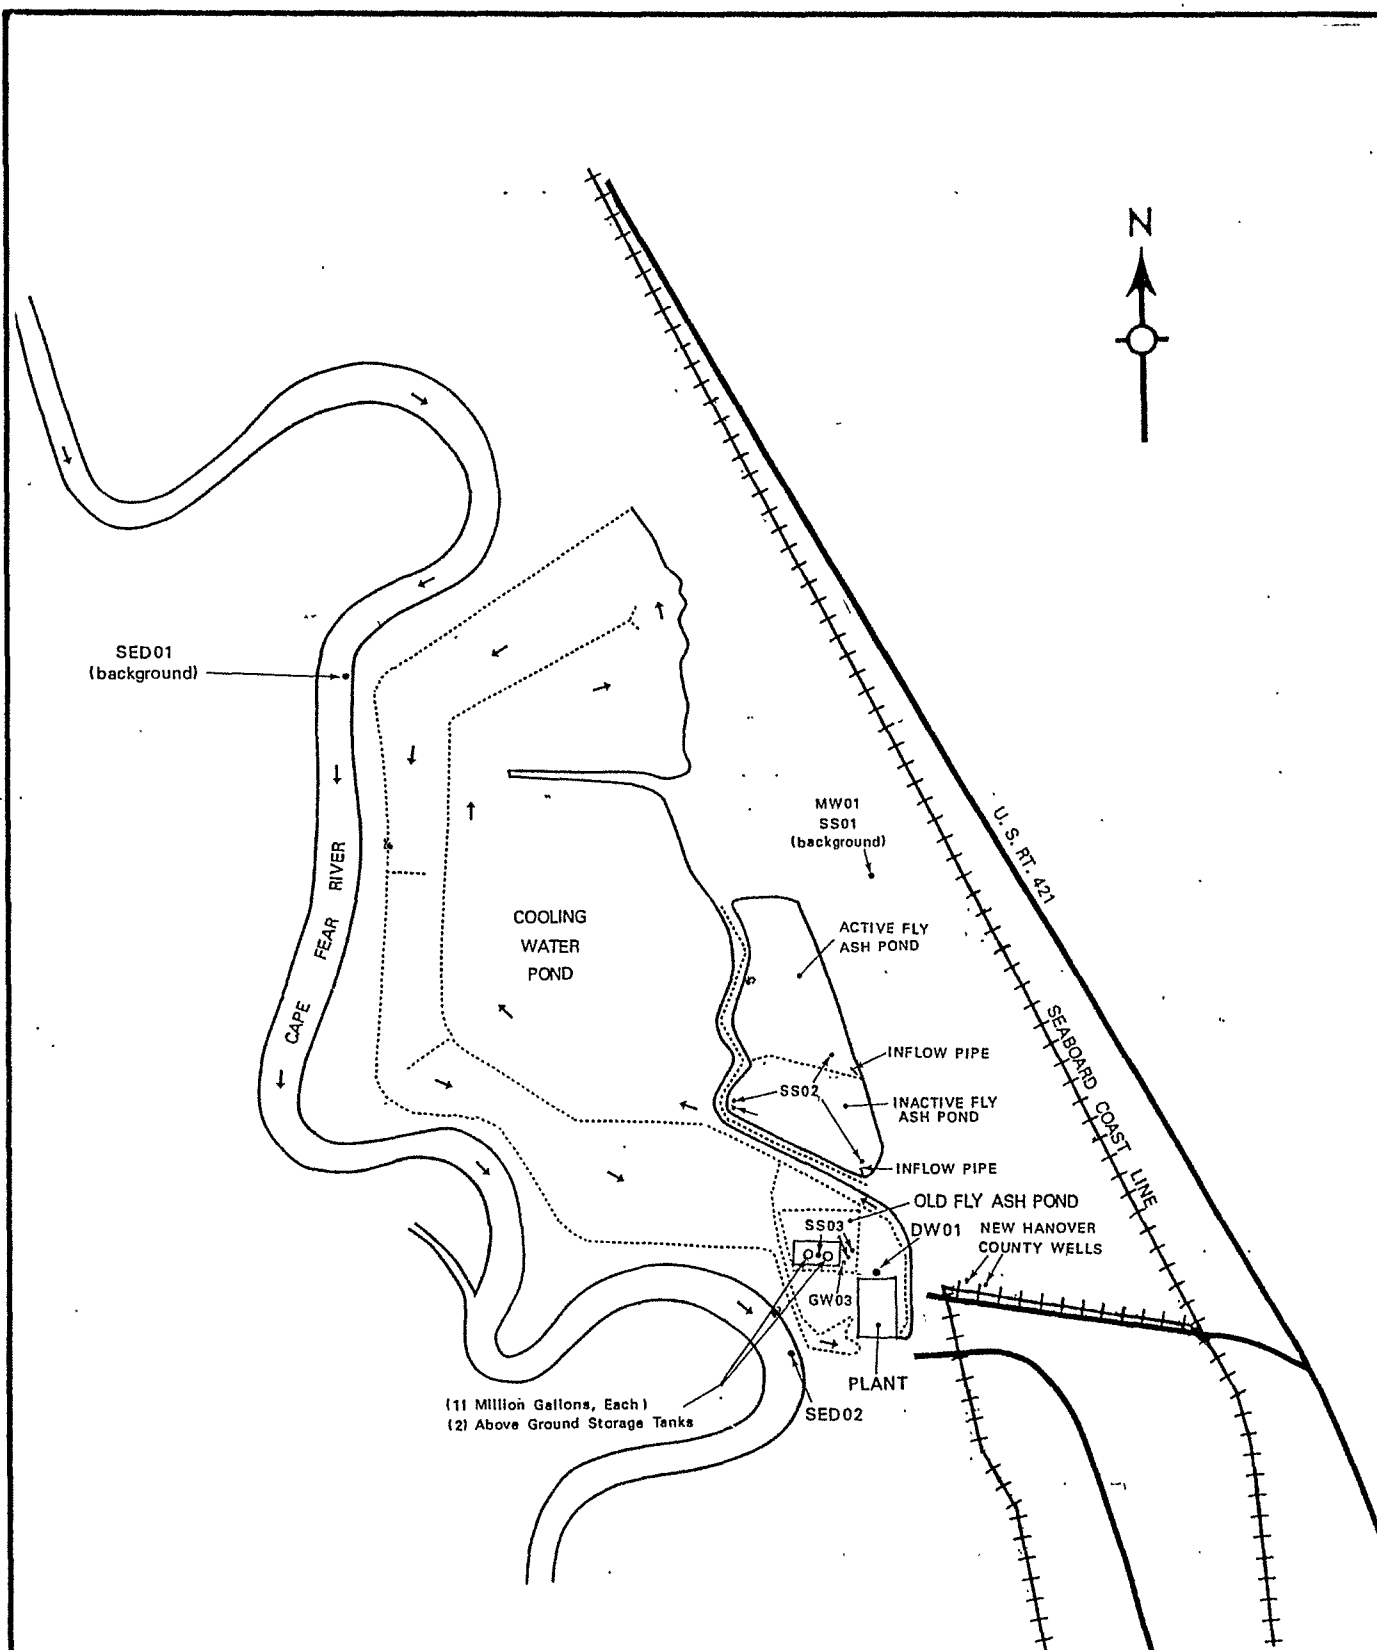 N
SED01
(background)
MW01
SS01
(background)
U. S. RT. 421
CAPE FEAR RIVER
COOLING
WATER
POND
ACTIVE FLY
ASH POND
SEABOARD COAST LINE
INFLOW PIPE
SS02
INACTIVE FLY
ASH POND
INFLOW PIPE
OLD FLY ASH POND
SS03
DW01
NEW HANOVER
COUNTY WELLS
GW03
PLANT
(11 Million Gallons, Each)
(2) Above Ground Storage Tanks
SED02